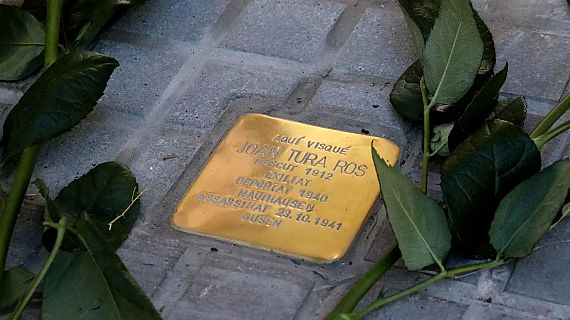 AQUÍ VISQUÉ
JOAN TURA ROS
NASCUT 1912
EXILIAT
DEPORTAT 1940
MAUTHAUSEN
ASSASSINAT 23.10.1941
GUSEN